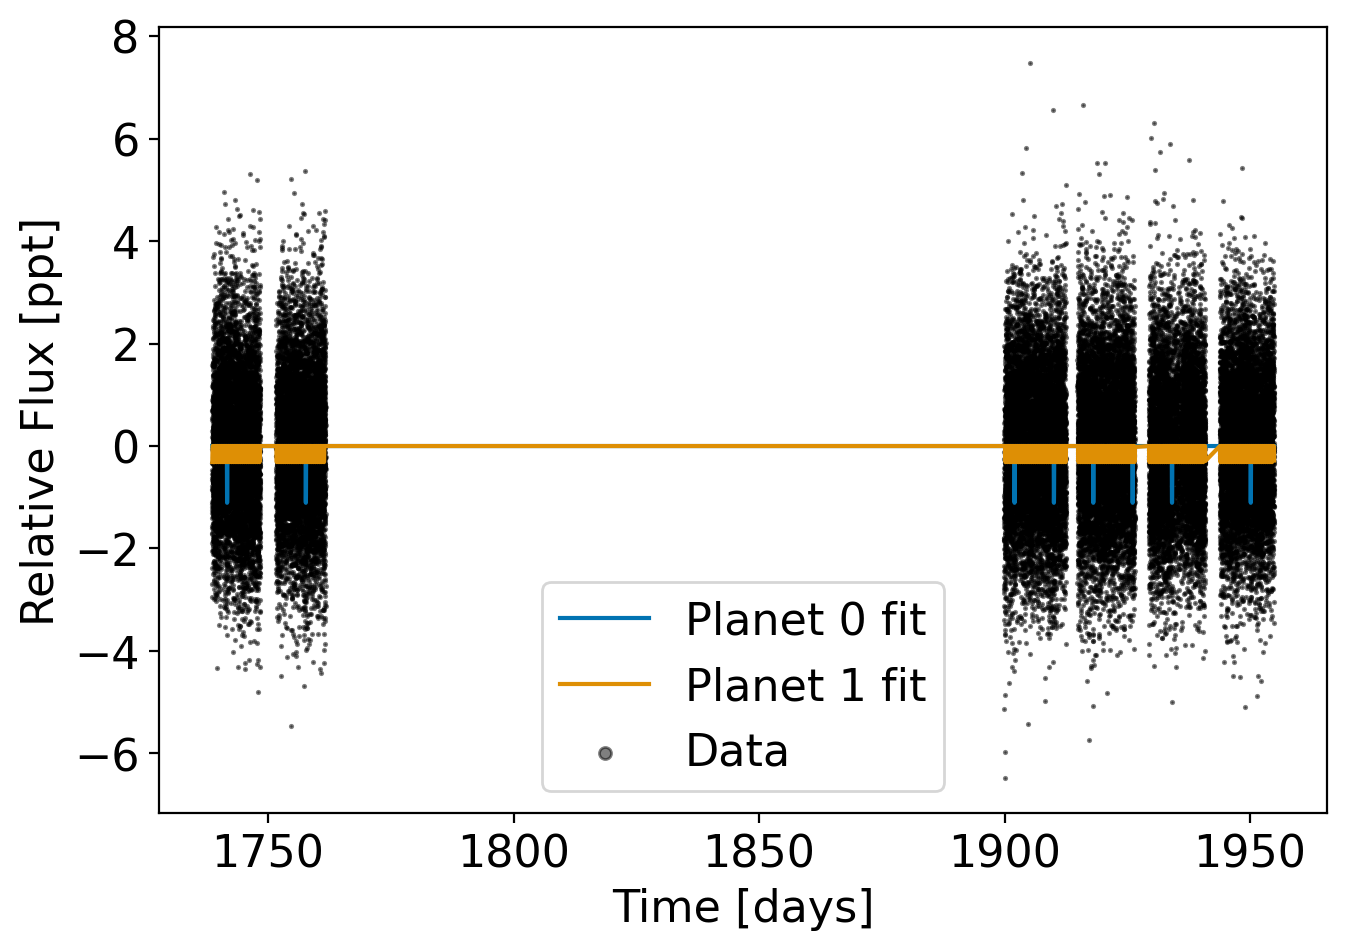 8
6
4
2
0
−2
−4
−6
Relative Flux [ppt]
Planet 0 fit
Planet 1 fit
Data
1750 1800 1850 1900 1950
Time [days]